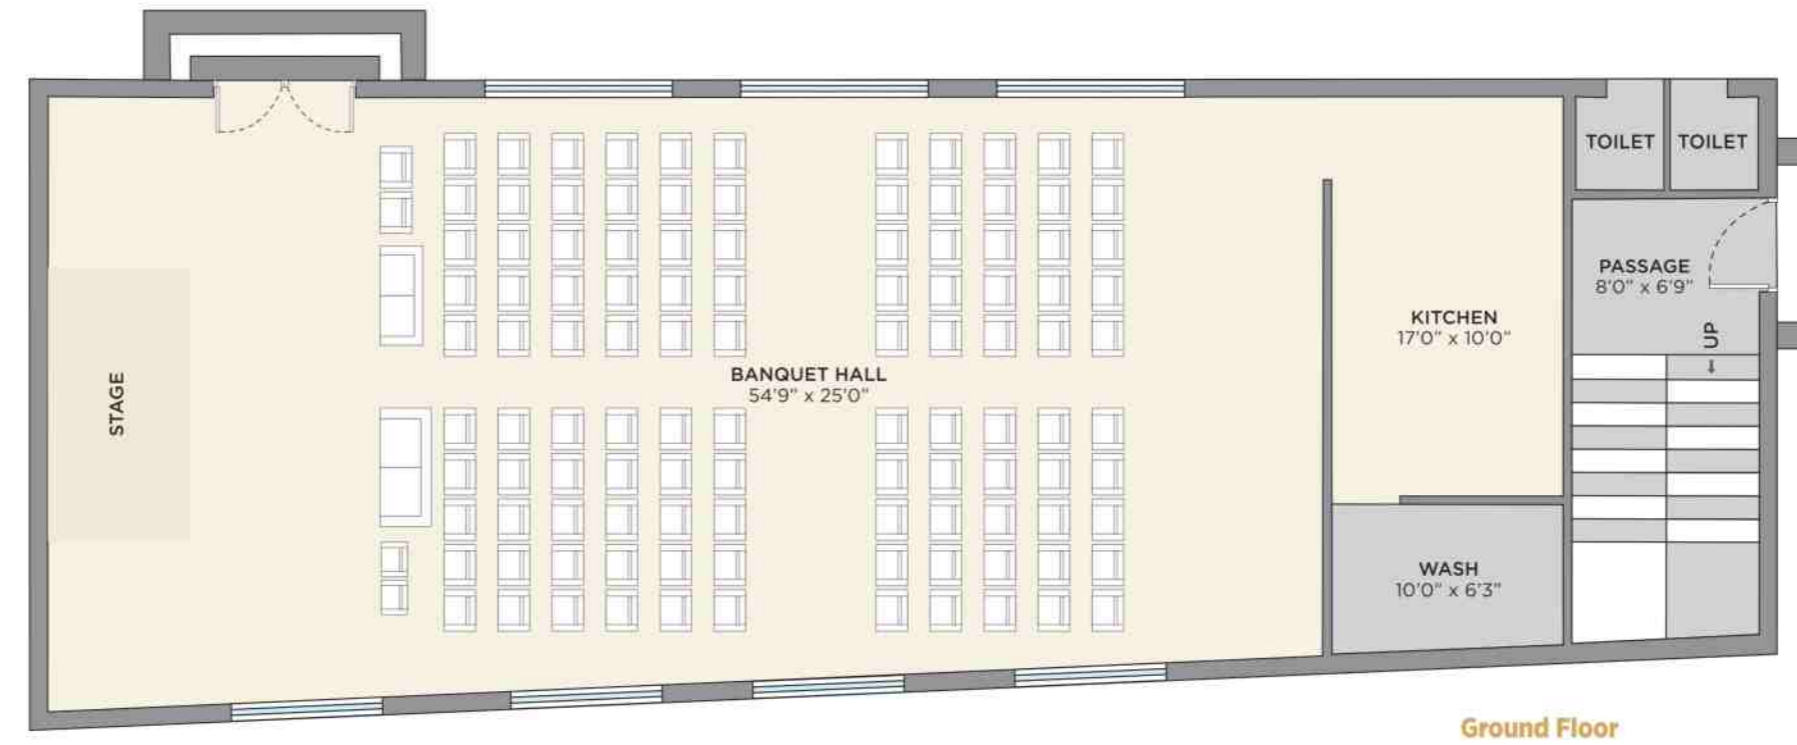 TOILET
TOILET
PASSAGE
8'0" x 6'9"
UP
KITCHEN
17'0" x 10'0"
BANQUET HALL
54'9" x 25'0"
STAGE
WASH
10'0" x 6'3"
Ground Floor